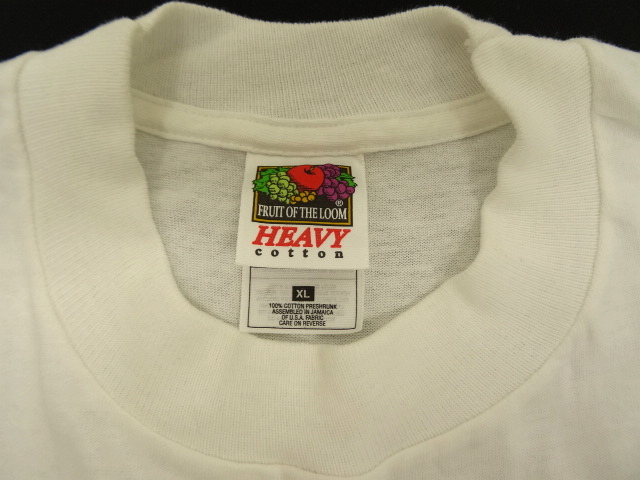 FRUIT OF THE LOOM ®
HEAVY
cotton
XL
100% COTTON PRESHRUNK
ASSEMBLED IN JAMAICA
OF U.S.A. FABRIC
CARE ON REVERSE